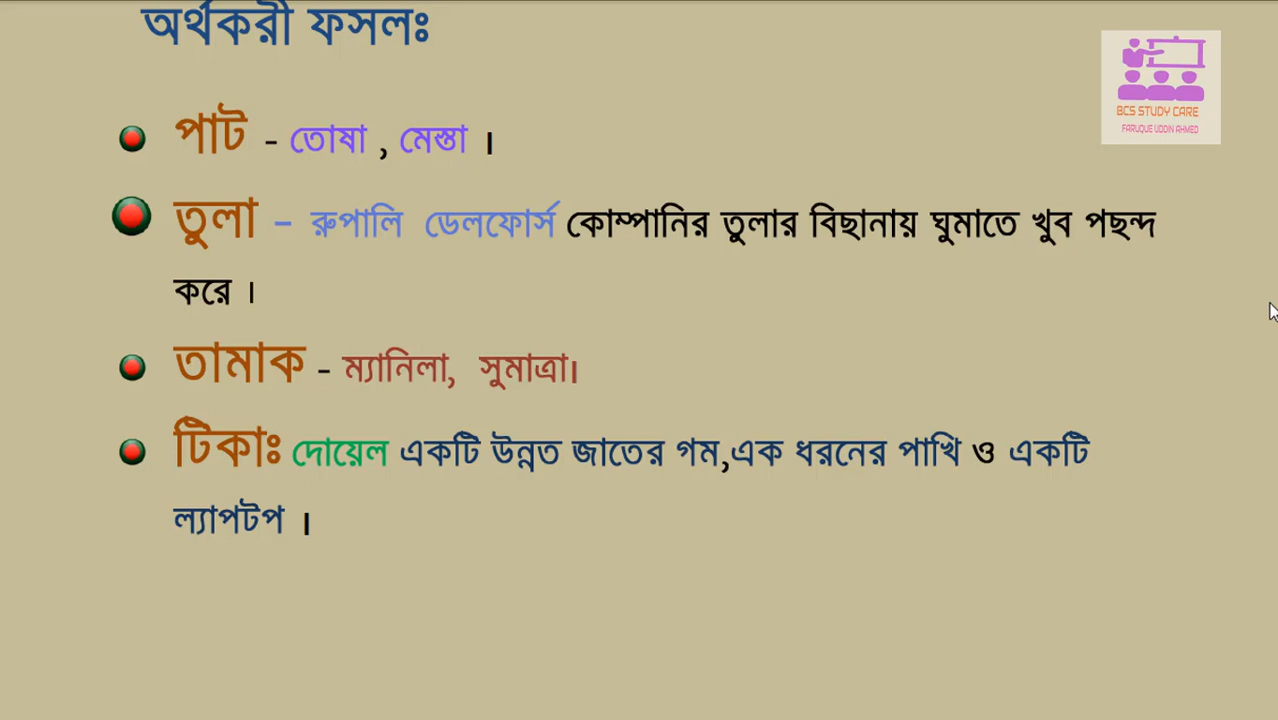 অর্থকরী ফসলঃ
BCS STUDY CARE
FARUQUE UDDIN AHMED
পাট - তোষা , মেস্তা ।
তুলা – রুপালি ডেলফোর্স কোম্পানির তুলার বিছানায় ঘুমাতে খুব পছন্দ
করে ।
তামাক - ম্যানিলা, সুমাত্রা।
টিকাঃ দোয়েল একটি উন্নত জাতের গম,এক ধরনের পাখি ও একটি
ল্যাপটপ ।